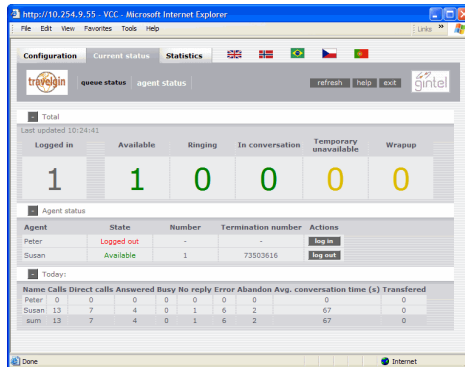 http://10.254.9.55 - VCC - Microsoft Internet Explorer
File Edit View Favorites Tools Help Links »
Configuration Current status Statistics
travelgin queue status agent status refresh help exit gintel
- Total
Last updated 10:24:41
Logged in Available Ringing In conversation Temporary unavailable Wrapup
1 1 0 0 0 0
- Agent status
Agent State Number Termination number Actions
Peter Logged out - - log in
Susan Available 1 73503616 log out
- Today:
Name Calls Direct calls Answered Busy No reply Error Abandon Avg. conversation time (s) Transfered
Peter 0 0 0 0 0 0 0 0 0
Susan 13 7 4 0 1 6 2 67 0
sum 13 7 4 0 1 6 2 67 0
Done Internet